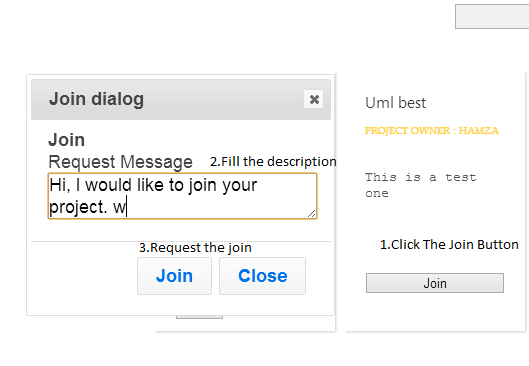 Join dialog
Join
Request Message
2.Fill the description
Hi, I would like to join your
project. w
3.Request the join
Join
Close
Uml best
PROJECT OWNER : HAMZA
This is a test
one
1.Click The Join Button
Join